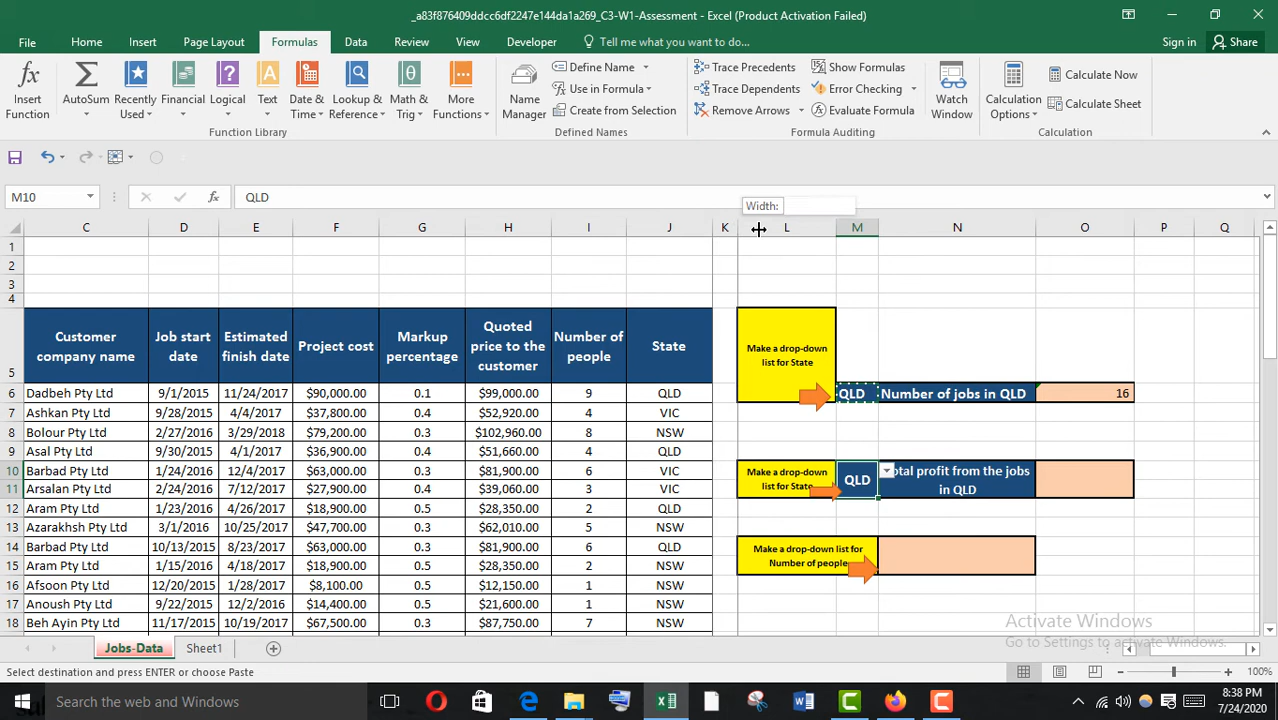 _a83f876409ddcc6df2247e144da1a269_C3-W1-Assessment - Excel (Product Activation Failed)
File Home Insert Page Layout Formulas Data Review View Developer Tell me what you want to do... Sign in Share
Insert Function
AutoSum
Recently Used
Financial
Logical
Text
Date & Time
Lookup & Reference
Math & Trig
More Functions
Function Library
Name Manager
Define Name
Use in Formula
Create from Selection
Defined Names
Trace Precedents
Trace Dependents
Remove Arrows
Show Formulas
Error Checking
Evaluate Formula
Formula Auditing
Watch Window
Calculation Options
Calculate Now
Calculate Sheet
Calculation
M10 fx QLD
Width:
C D E F G H I J K L M N O P Q
1
2
3
4
5 Customer company name Job start date Estimated finish date Project cost Markup percentage Quoted price to the customer Number of people State
6 Dadbeh Pty Ltd 9/1/2015 11/24/2017 $90,000.00 0.1 $99,000.00 9 QLD
7 Ashkan Pty Ltd 9/28/2015 4/4/2017 $37,800.00 0.4 $52,920.00 4 VIC
8 Bolour Pty Ltd 2/27/2016 3/29/2018 $79,200.00 0.3 $102,960.00 8 NSW
9 Asal Pty Ltd 9/30/2015 4/1/2017 $36,900.00 0.4 $51,660.00 4 QLD
10 Barbad Pty Ltd 1/24/2016 12/4/2017 $63,000.00 0.3 $81,900.00 6 VIC
11 Arsalan Pty Ltd 2/24/2016 7/12/2017 $27,900.00 0.4 $39,060.00 3 VIC
12 Aram Pty Ltd 1/23/2016 4/26/2017 $18,900.00 0.5 $28,350.00 2 QLD
13 Azarakhsh Pty Ltd 3/1/2016 10/25/2017 $47,700.00 0.3 $62,010.00 5 NSW
14 Barbad Pty Ltd 10/13/2015 8/23/2017 $63,000.00 0.3 $81,900.00 6 QLD
15 Aram Pty Ltd 1/15/2016 4/18/2017 $18,900.00 0.5 $28,350.00 2 NSW
16 Afsoon Pty Ltd 12/20/2015 1/28/2017 $8,100.00 0.5 $12,150.00 1 NSW
17 Anoush Pty Ltd 9/22/2015 12/2/2016 $14,400.00 0.5 $21,600.00 1 NSW
18 Beh Ayin Pty Ltd 11/17/2015 10/19/2017 $67,500.00 0.3 $87,750.00 7 NSW
Make a drop-down
list for State
QLD Number of jobs in QLD 16
Make a drop-down
list for State
QLD
otal profit from the jobs
in QLD
Make a drop-down list for
Number of people
Activate Windows
Go to Settings to activate Windows.
Jobs-Data Sheet1
Select destination and press ENTER or choose Paste
100%
Search the web and Windows
8:38 PM
7/24/2020